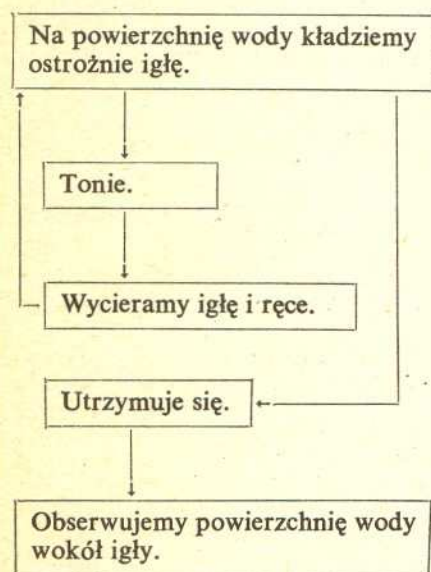 Na powierzchnię wody kładziemy
ostrożnie igłę.
Tonie.
Wycieramy igłę i ręce.
Utrzymuje się.
Obserwujemy powierzchnię wody
wokół igły.